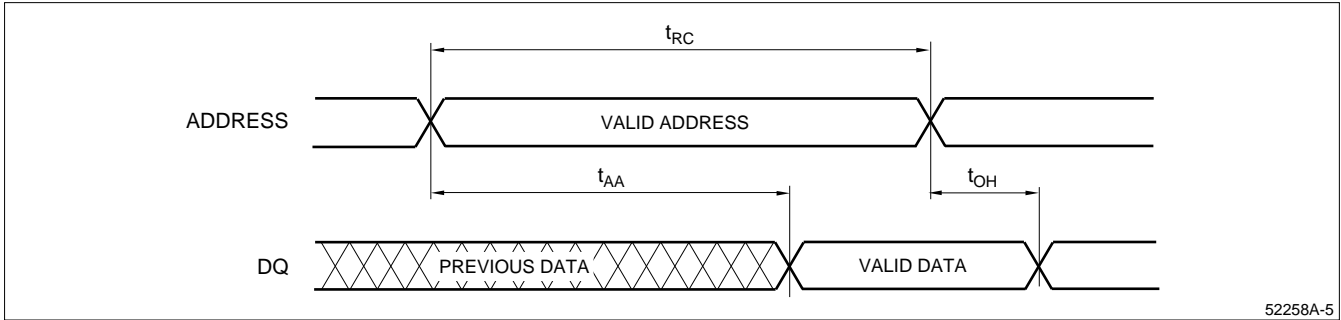 tRC
ADDRESS
VALID ADDRESS
tAA
tOH
DQ
PREVIOUS DATA
VALID DATA
52258A-5